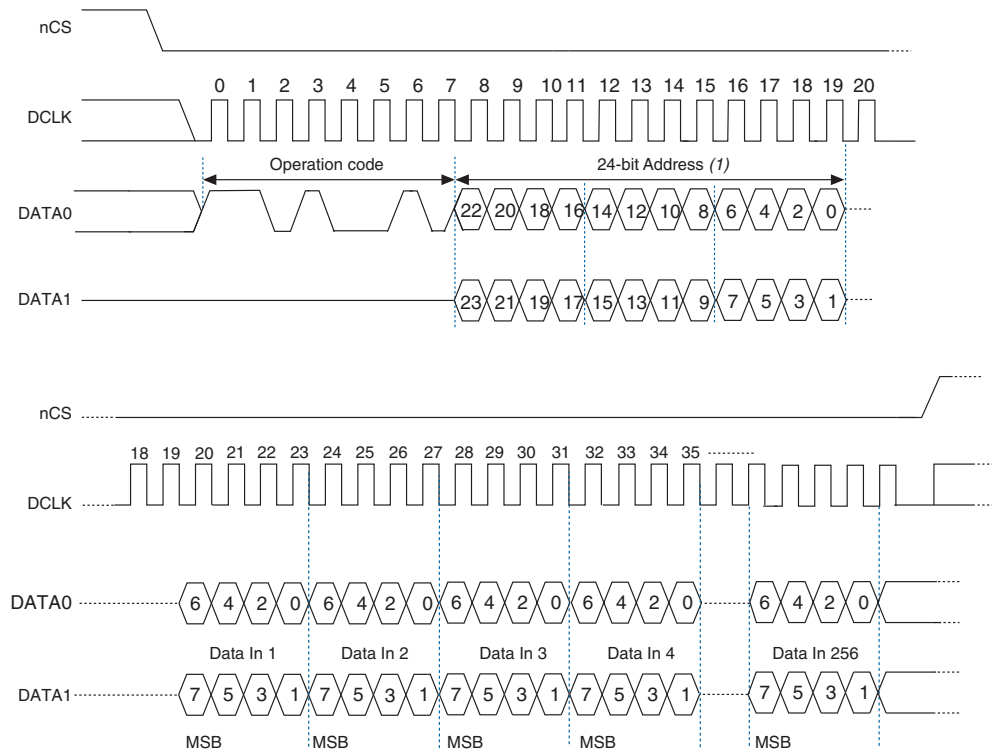 nCS
0 1 2 3 4 5 6 7 8 9 10 11 12 13 14 15 16 17 18 19 20
DCLK
Operation code 24-bit Address (1)
DATA0 22 20 18 16 14 12 10 8 6 4 2 0
DATA1 23 21 19 17 15 13 11 9 7 5 3 1
nCS
18 19 20 21 22 23 24 25 26 27 28 29 30 31 32 33 34 35
DCLK
DATA0 6 4 2 0 6 4 2 0 6 4 2 0 6 4 2 0 6 4 2 0
Data In 1 Data In 2 Data In 3 Data In 4 Data In 256
DATA1 7 5 3 1 7 5 3 1 7 5 3 1 7 5 3 1 7 5 3 1
MSB MSB MSB MSB MSB